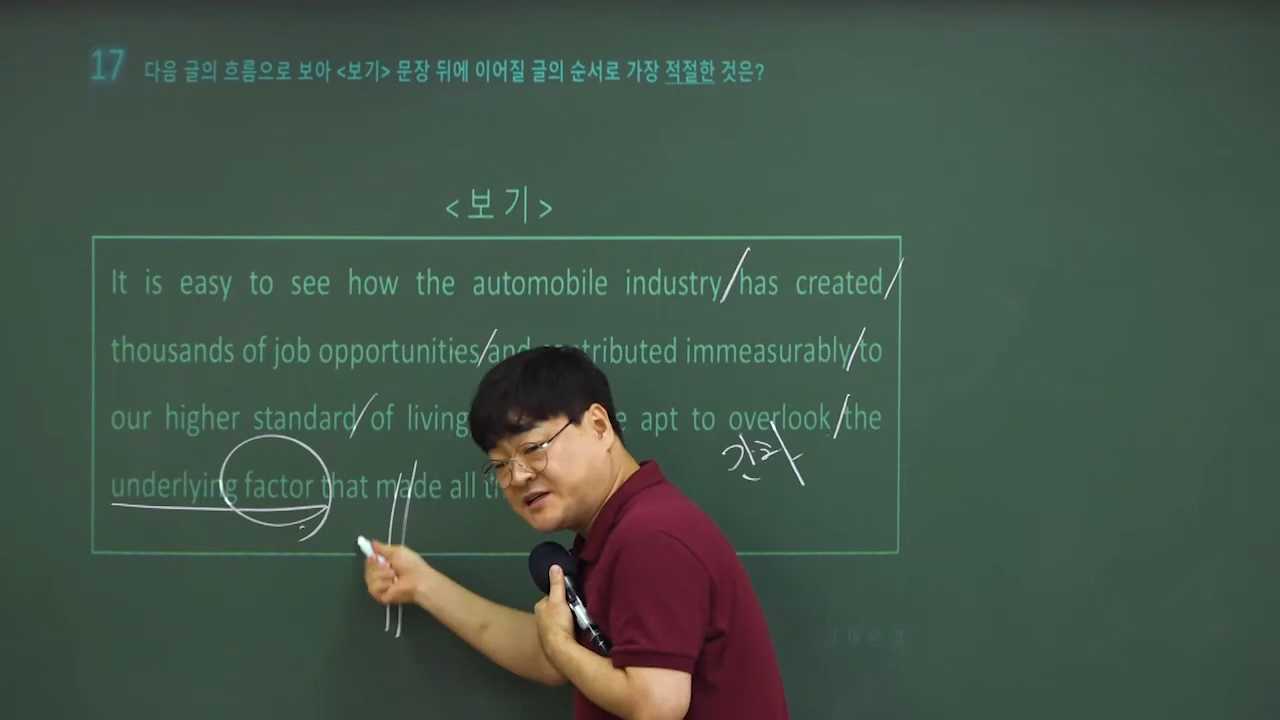 17 다음 글의 흐름으로 보아 <보기> 문장 뒤에 이어질 글의 순서로 가장 적절한 것은?
<보 기>
It is easy to see how the automobile industry has created
thousands of job opportunities and contributed immeasurably to
our higher standard of living apt to overlook the
underlying factor that made all
간과